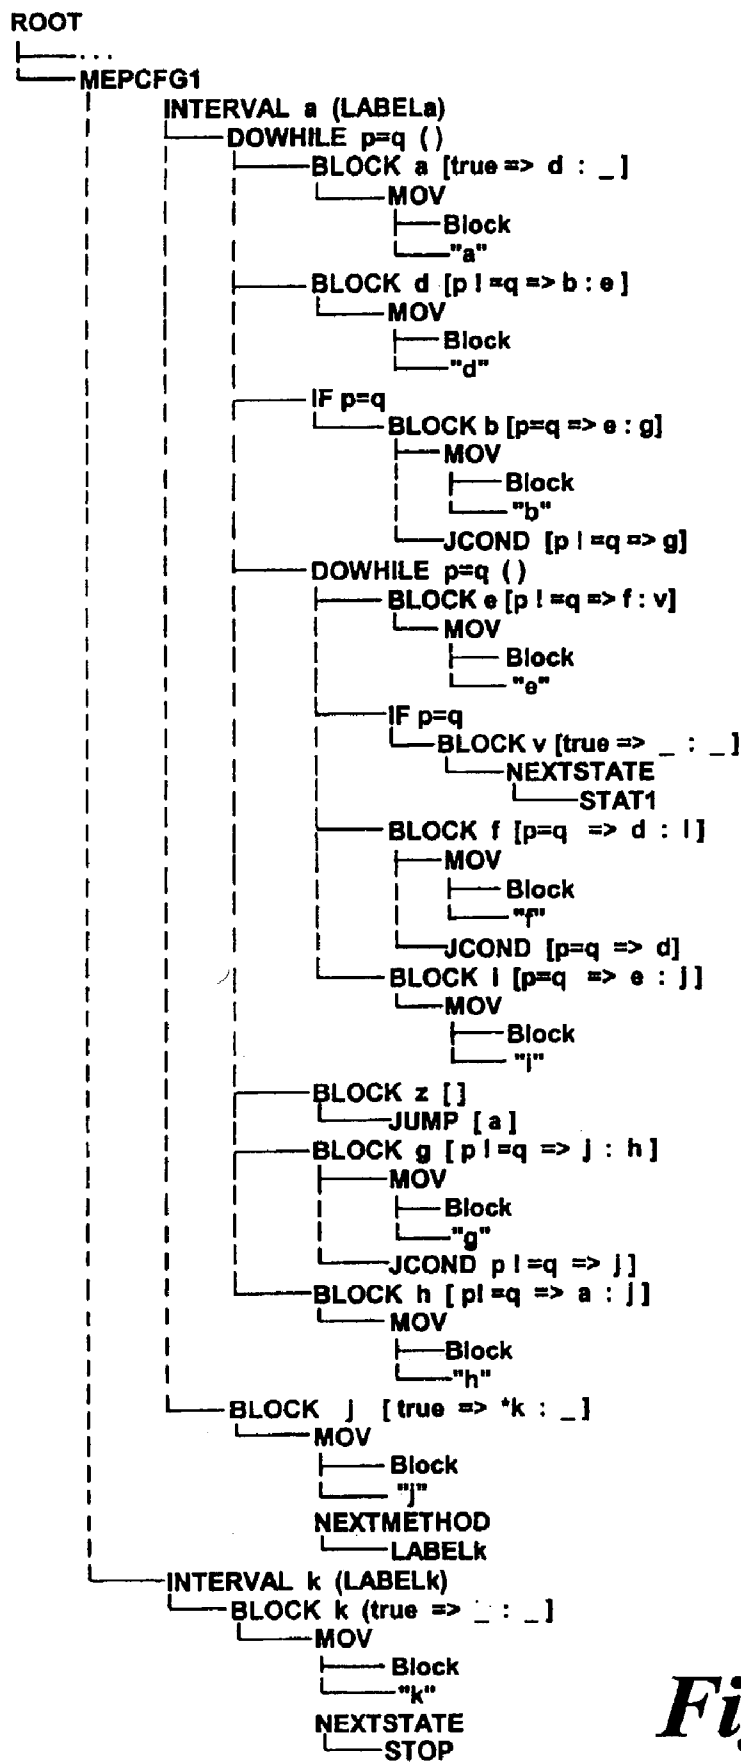 ROOT
...
MEPCFG1
INTERVAL a (LABELa)
DOWHILE p=q ()
BLOCK a [true => d : _]
MOV
Block
"a"
BLOCK d [p !=q => b : e]
MOV
Block
"d"
IF p=q
BLOCK b [p=q => e : g]
MOV
Block
"b"
JCOND [p !=q => g]
DOWHILE p=q ()
BLOCK e [p !=q => f : v]
MOV
Block
"e"
IF p=q
BLOCK v [true => _ : _]
NEXTSTATE
STAT1
BLOCK f [p=q => d : I]
MOV
Block
"f"
JCOND [p=q => d]
BLOCK i [p=q => e : j]
MOV
Block
"i"
BLOCK z []
JUMP [a]
BLOCK g [p !=q => j : h]
MOV
Block
"g"
JCOND p !=q => j]
BLOCK h [p!=q => a : j]
MOV
Block
"h"
BLOCK j [true => *k : _]
MOV
Block
"j"
NEXTMETHOD
LABELk
INTERVAL k (LABELk)
BLOCK k (true => _ : _]
MOV
Block
"k"
NEXTSTATE
STOP